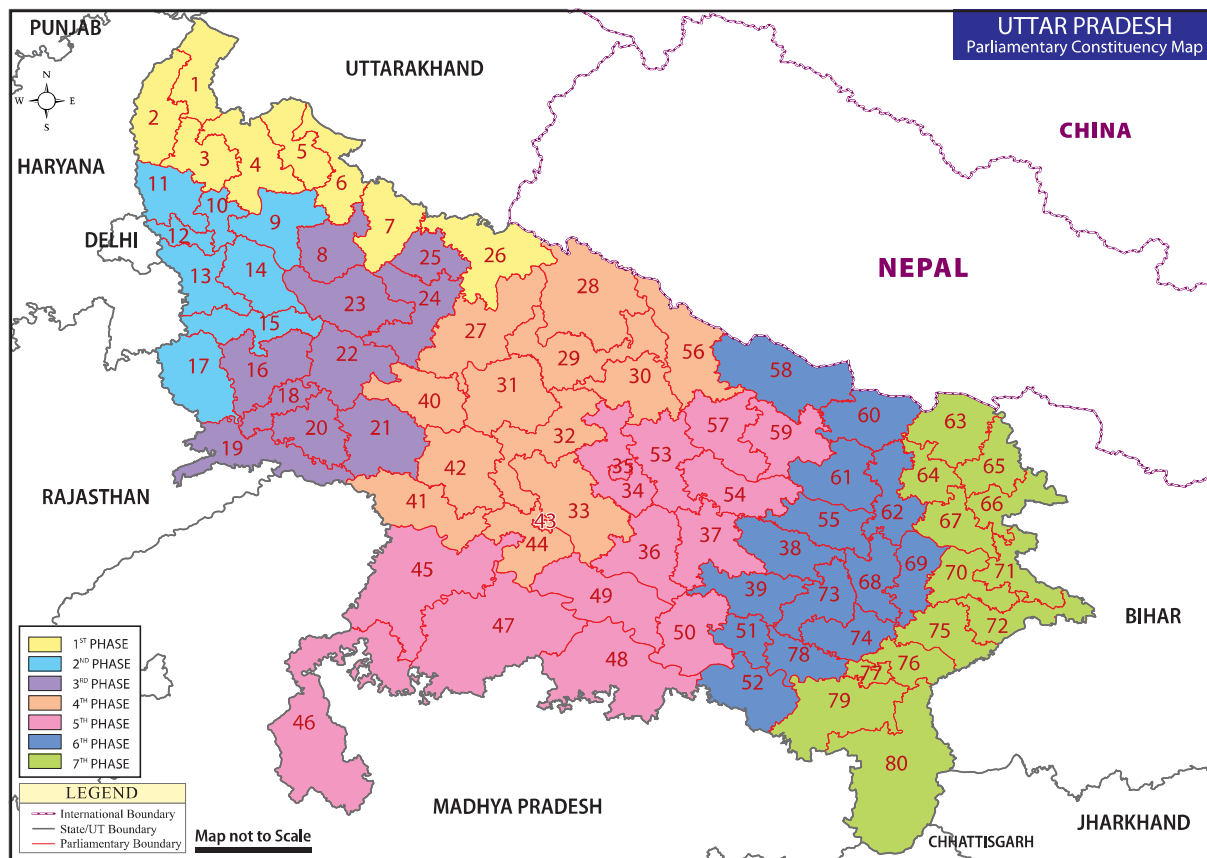 UTTAR PRADESH
Parliamentary Constituency Map
PUNJAB
N
W E
S
UTTARAKHAND
CHINA
HARYANA
DELHI
NEPAL
RAJASTHAN
BIHAR
MADHYA PRADESH
JHARKHAND
CHHATTISGARH
1
2
3
4
5
6
7
8
9
10
11
12
13
14
15
16
17
18
19
20
21
22
23
24
25
26
27
28
29
30
31
32
33
34
35
36
37
38
39
40
41
42
43
44
45
46
47
48
49
50
51
52
53
54
55
56
57
58
59
60
61
62
63
64
65
66
67
68
69
70
71
72
73
74
75
76
77
78
79
80
1ST PHASE
2ND PHASE
3RD PHASE
4TH PHASE
5TH PHASE
6TH PHASE
7TH PHASE
LEGEND
International Boundary
State/UT Boundary
Parliamentary Boundary
Map not to Scale